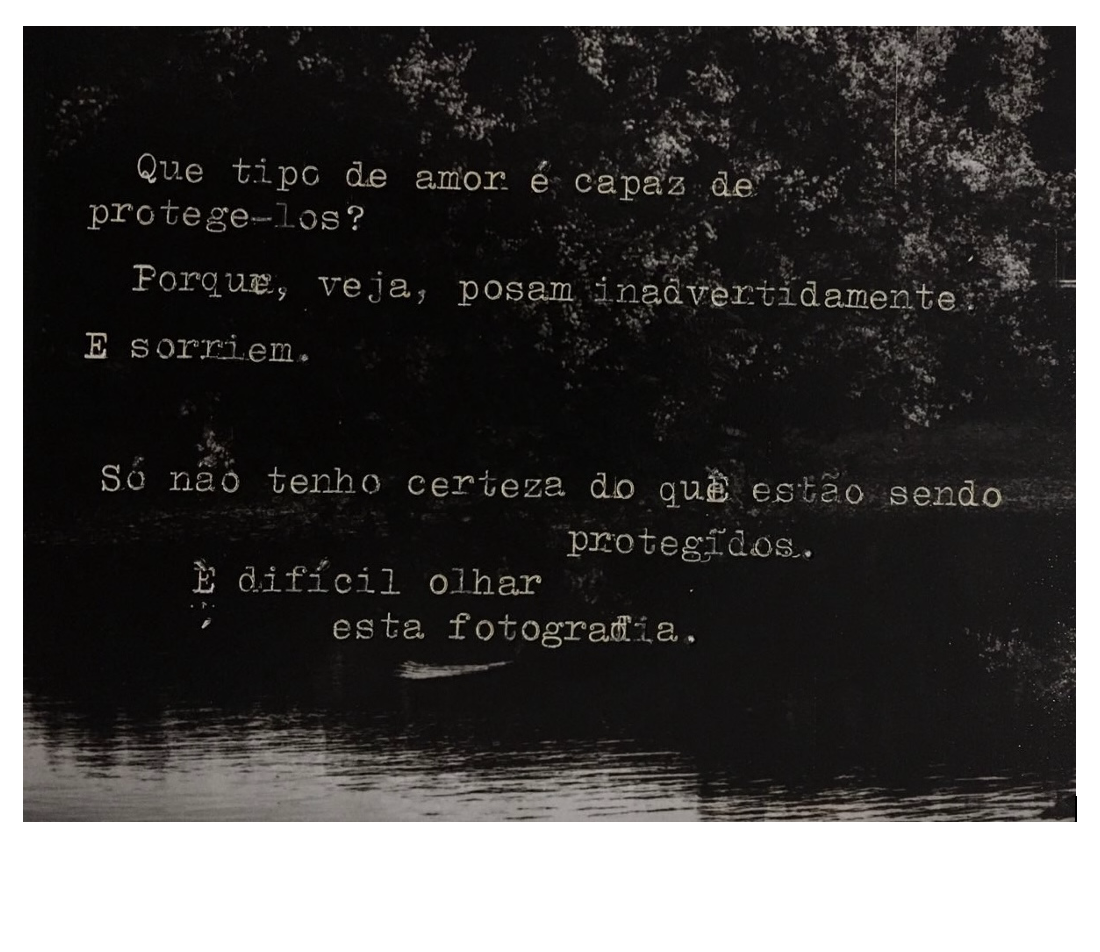 Que tipo de amor é capaz de
protege-los?
Porque, veja, posam inadvertidamente.
E sorriem.
Só não tenho certeza do quê estão sendo
protegidos.
È difícil olhar
esta fotografia.